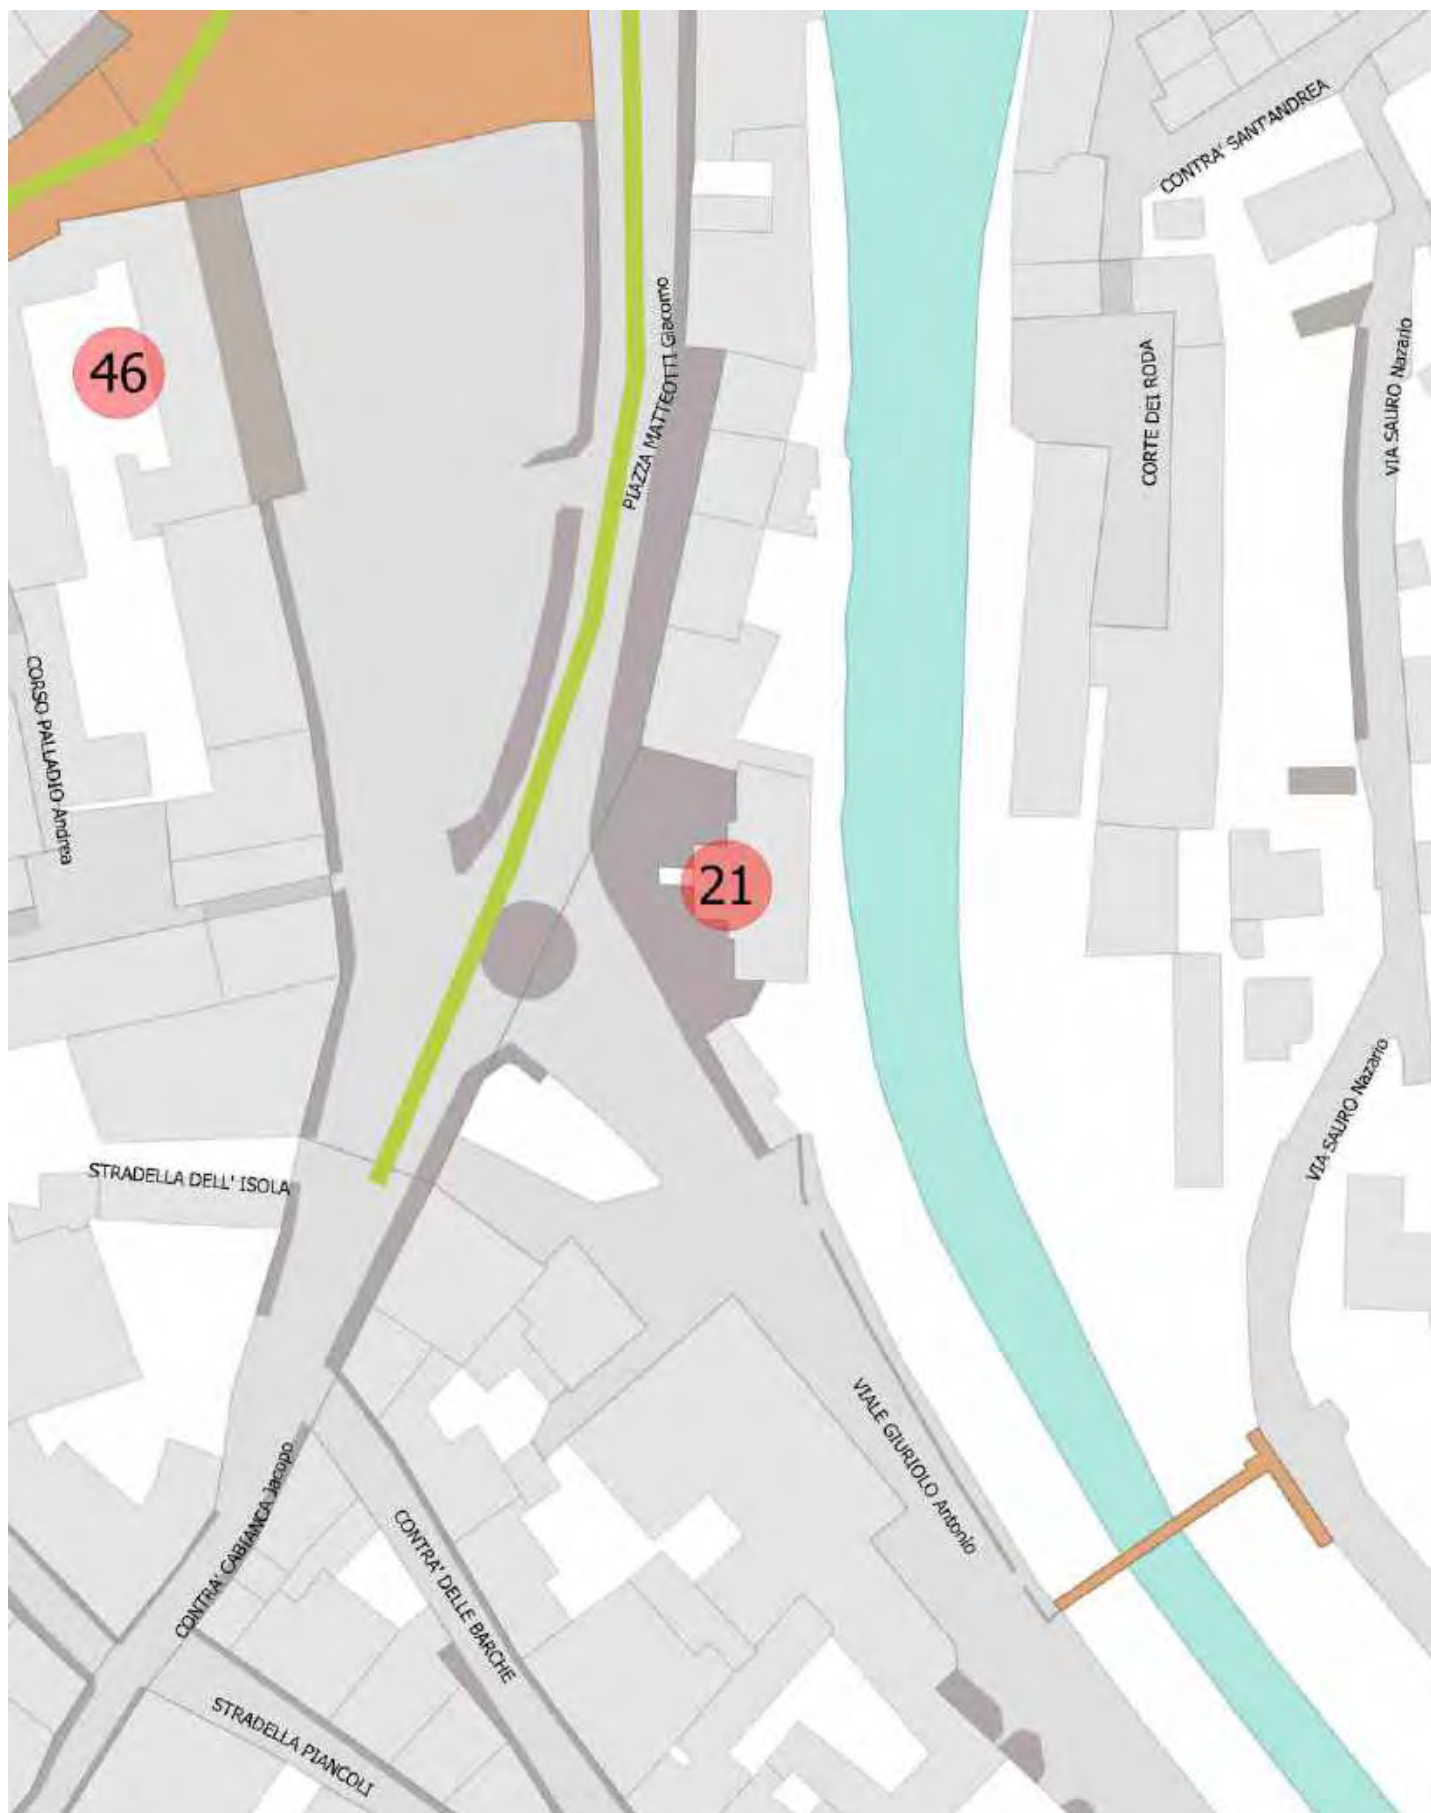 CONTRA' SANT'ANDREA
PIAZZA MATTEOTTI Giacomo
46
CORTE DEI RODA
VIA SAURO Nazario
CORSO PALLADIO Andrea
21
VIA SAURO Nazario
STRADELLA DELL' ISOLA
VIALE GIURIOLO Antonio
CONTRA' CABIANCA Jacopo
CONTRA' DELLE BARCHE
STRADELLA PIANCOLI